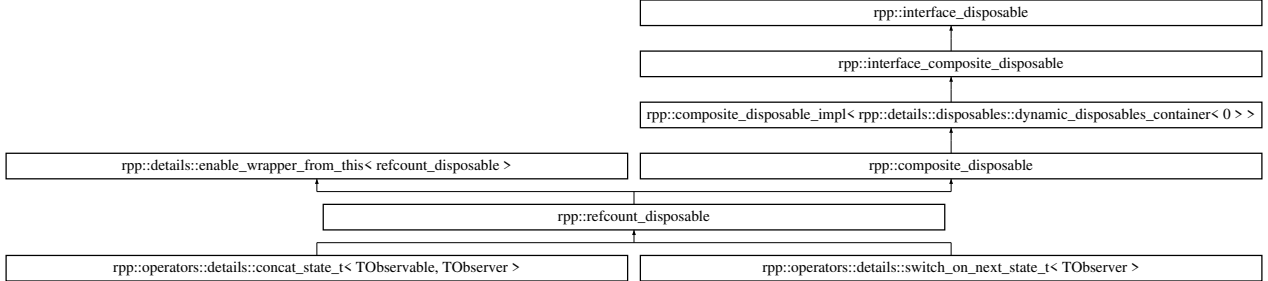 rpp::interface_disposable
rpp::interface_composite_disposable
rpp::composite_disposable_impl< rpp::details::disposables::dynamic_disposables_container< 0 > >
rpp::details::enable_wrapper_from_this< refcount_disposable >
rpp::composite_disposable
rpp::refcount_disposable
rpp::operators::details::concat_state_t< TObservable, TObserver >
rpp::operators::details::switch_on_next_state_t< TObserver >